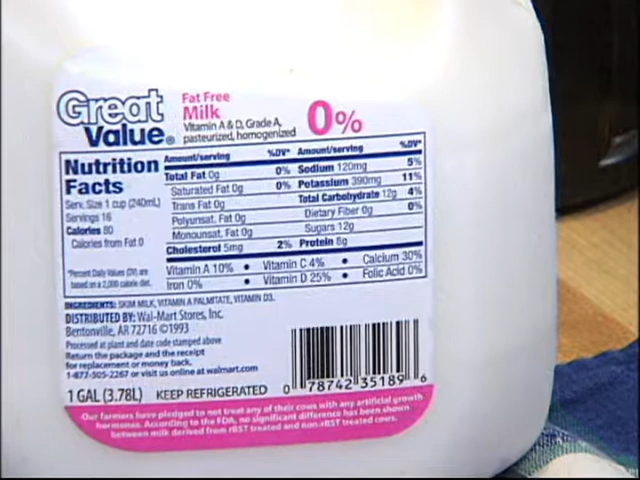 Great Value®
Fat Free
Milk
Vitamin A & D, Grade A,
pasteurized, homogenized
0%
Nutrition
Facts
Serv. Size 1 cup (240mL)
Servings 16
Calories 80
Calories from Fat 0
*Percent Daily Values (DV) are
based on a 2,000 calorie diet.
Amount/serving %DV*
Total Fat 0g 0%
Saturated Fat 0g 0%
Trans Fat 0g
Polyunsat. Fat 0g
Monounsat. Fat 0g
Cholesterol 5mg 2%
Amount/serving %DV*
Sodium 120mg 5%
Potassium 390mg 11%
Total Carbohydrate 12g 4%
Dietary Fiber 0g 0%
Sugars 12g
Protein 8g
Vitamin A 10% • Vitamin C 4% • Calcium 30%
Iron 0% • Vitamin D 25% • Folic Acid 0%
INGREDIENTS: SKIM MILK, VITAMIN A PALMITATE, VITAMIN D3.
DISTRIBUTED BY: Wal-Mart Stores, Inc.
Bentonville, AR 72716 ©1993
Processed at plant and date code stamped above
Return the package and the receipt
for replacement or money back.
1-877-505-2267 or visit us online at walmart.com
1 GAL (3.78L) KEEP REFRIGERATED
0 78742 35189 6
Our farmers have pledged to not treat any of their cows with any artificial growth
hormones. According to the FDA, no significant difference has been shown
between milk derived from rBST treated and non-rBST treated cows.